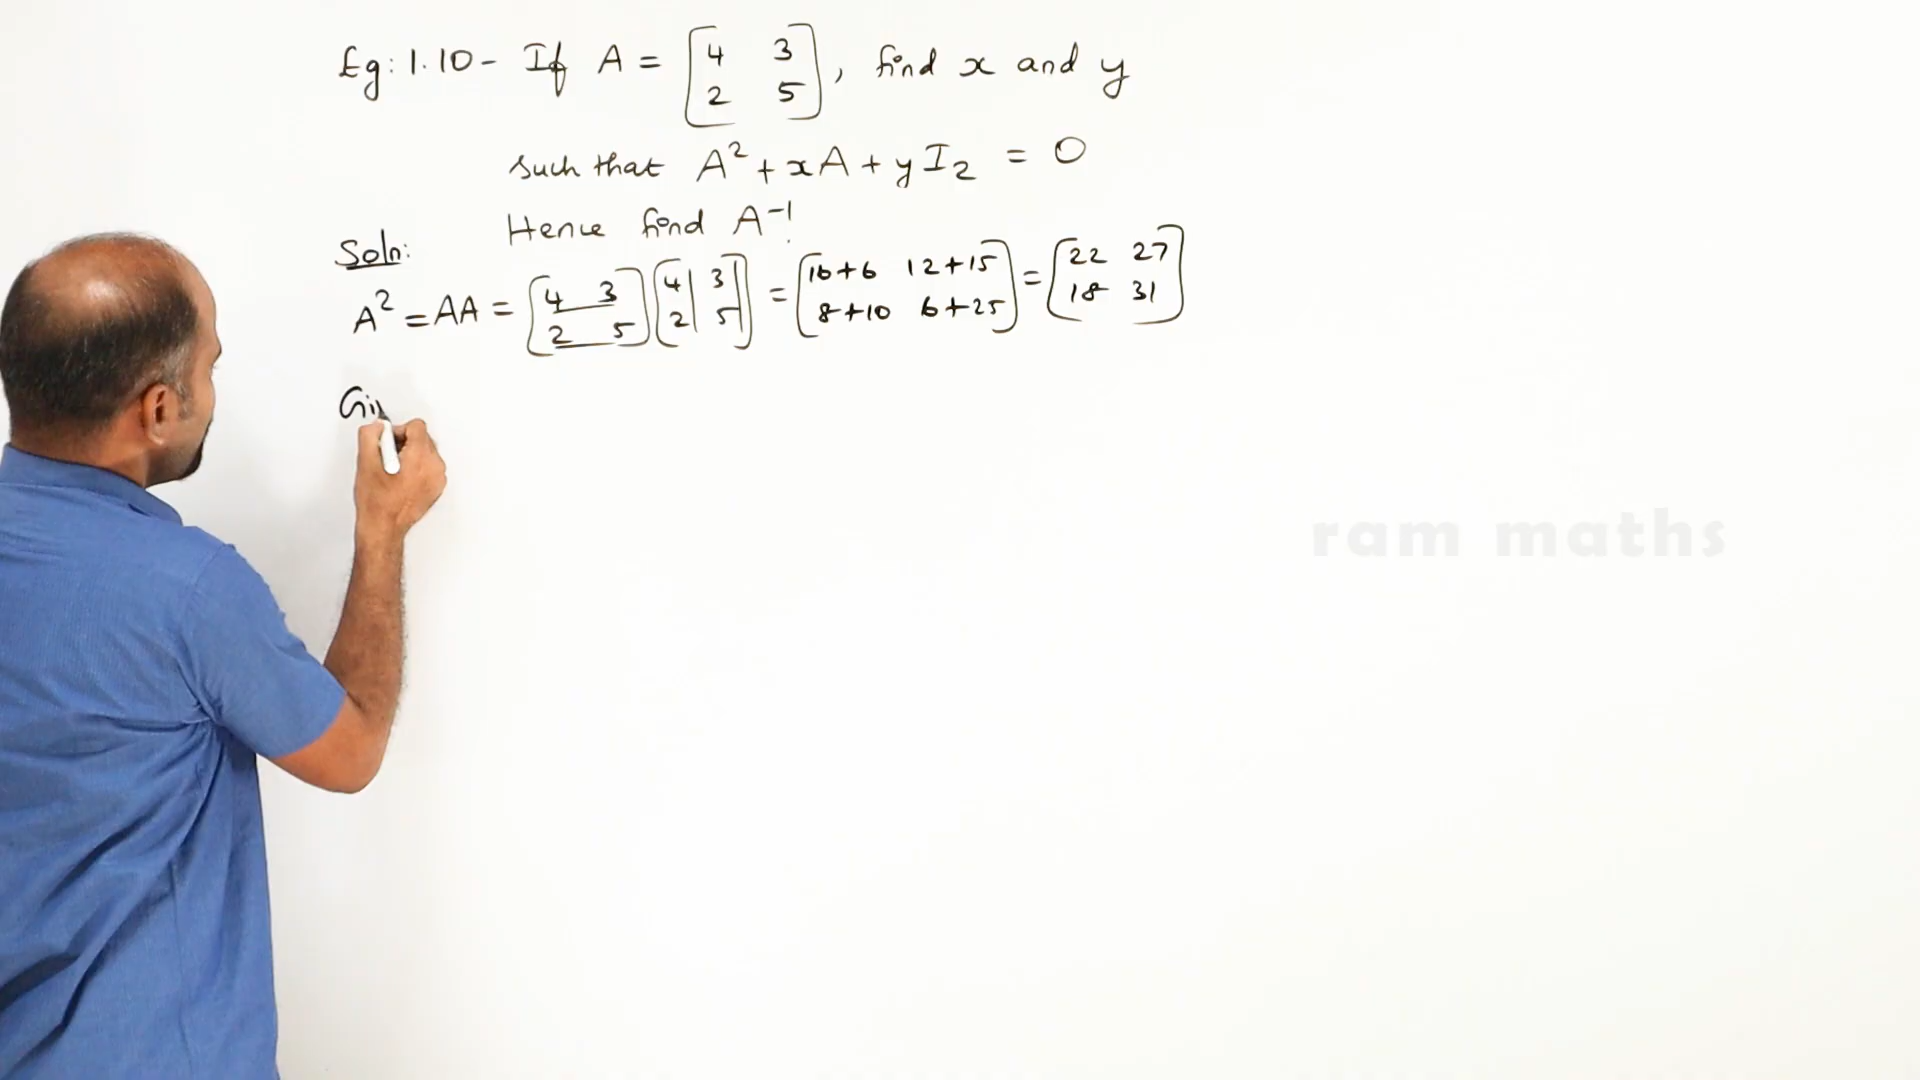 Eg: 1.10 - If A = [4 3; 2 5], find x and y
such that A² + xA + yI₂ = 0
Hence find A⁻¹.
Soln:
A² = AA = [4 3; 2 5] [4 3; 2 5] = [16+6 12+15; 8+10 6+25] = [22 27; 18 31]
Giv
ram maths